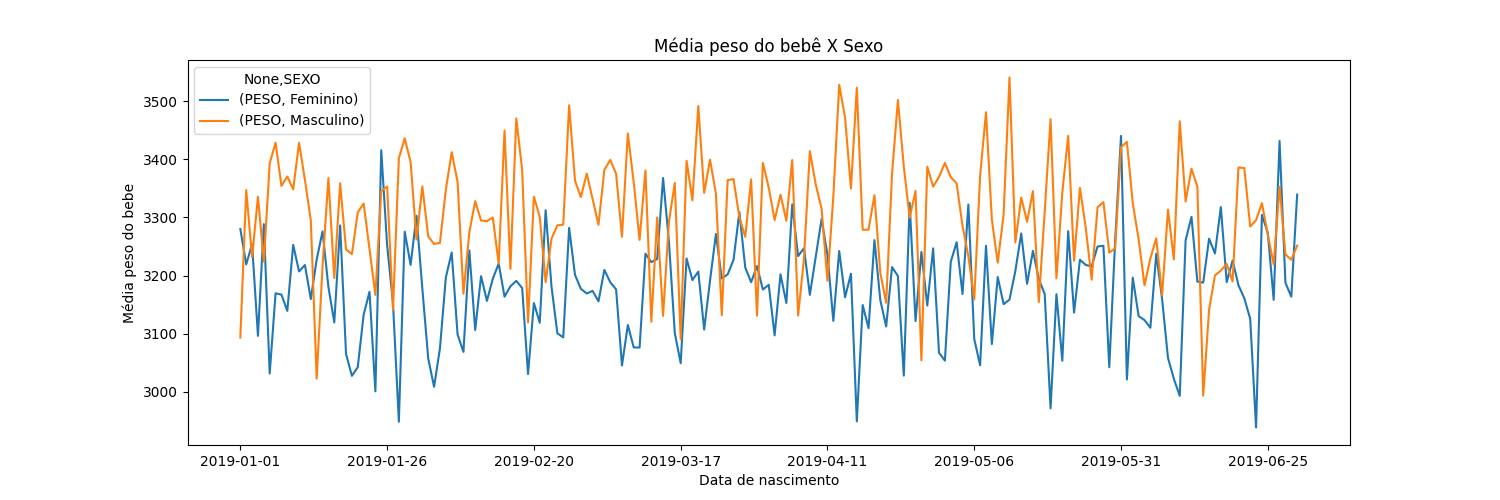 Média peso do bebê X Sexo
None,SEXO
(PESO, Feminino)
(PESO, Masculino)
Média peso do bebe
3500
3400
3300
3200
3100
3000
2019-01-01 2019-01-26 2019-02-20 2019-03-17 2019-04-11 2019-05-06 2019-05-31 2019-06-25
Data de nascimento